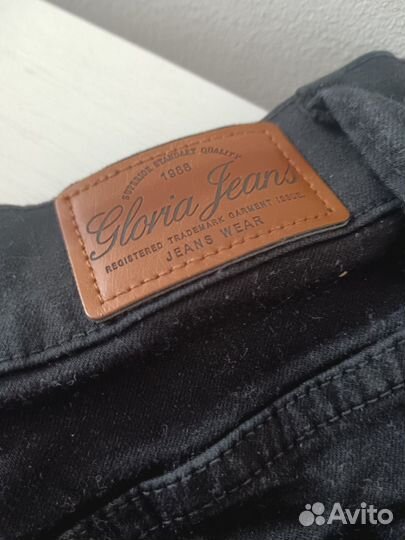 SUPERIOR STANDART QUALITY
1988
Gloria Jeans
REGISTERED TRADEMARK GARMENT ISSUE.
JEANS WEAR
Avito